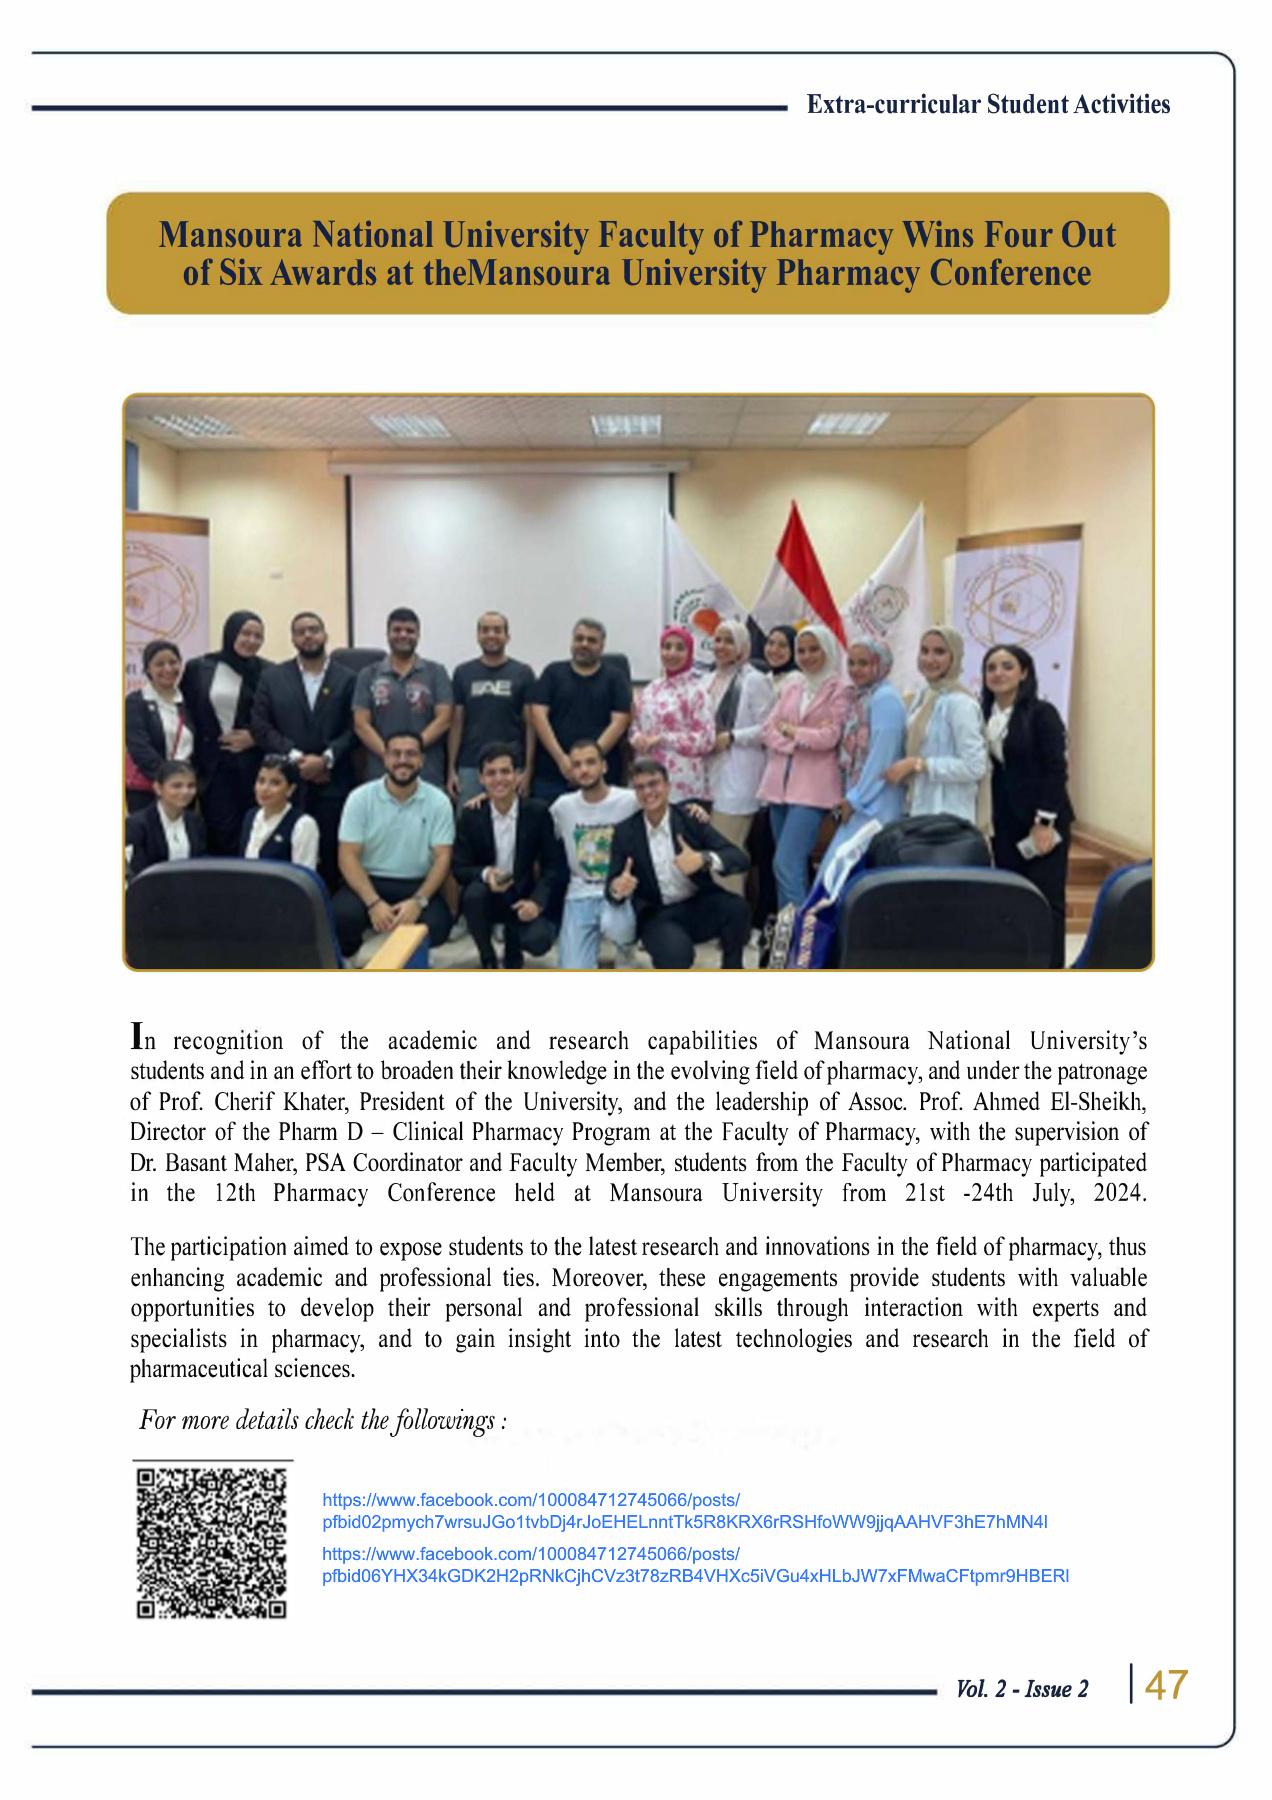 Extra-curricular Student Activities
Mansoura National University Faculty of Pharmacy Wins Four Out
of Six Awards at theMansoura University Pharmacy Conference
In recognition of the academic and research capabilities of Mansoura National University’s
students and in an effort to broaden their knowledge in the evolving field of pharmacy, and under the patronage
of Prof. Cherif Khater, President of the University, and the leadership of Assoc. Prof. Ahmed El-Sheikh,
Director of the Pharm D – Clinical Pharmacy Program at the Faculty of Pharmacy, with the supervision of
Dr. Basant Maher, PSA Coordinator and Faculty Member, students from the Faculty of Pharmacy participated
in the 12th Pharmacy Conference held at Mansoura University from 21st -24th July, 2024.
The participation aimed to expose students to the latest research and innovations in the field of pharmacy, thus
enhancing academic and professional ties. Moreover, these engagements provide students with valuable
opportunities to develop their personal and professional skills through interaction with experts and
specialists in pharmacy, and to gain insight into the latest technologies and research in the field of
pharmaceutical sciences.
For more details check the followings :
https://www.facebook.com/100084712745066/posts/
pfbid02pmych7wrsuJGo1tvbDj4rJoEHELnntTk5R8KRX6rRSHfoWW9jjqAAHVF3hE7hMN4l
https://www.facebook.com/100084712745066/posts/
pfbid06YHX34kGDK2H2pRNkCjhCVz3t78zRB4VHXc5iVGu4xHLbJW7xFMwaCFtpmr9HBERl
Vol. 2 - Issue 2
47